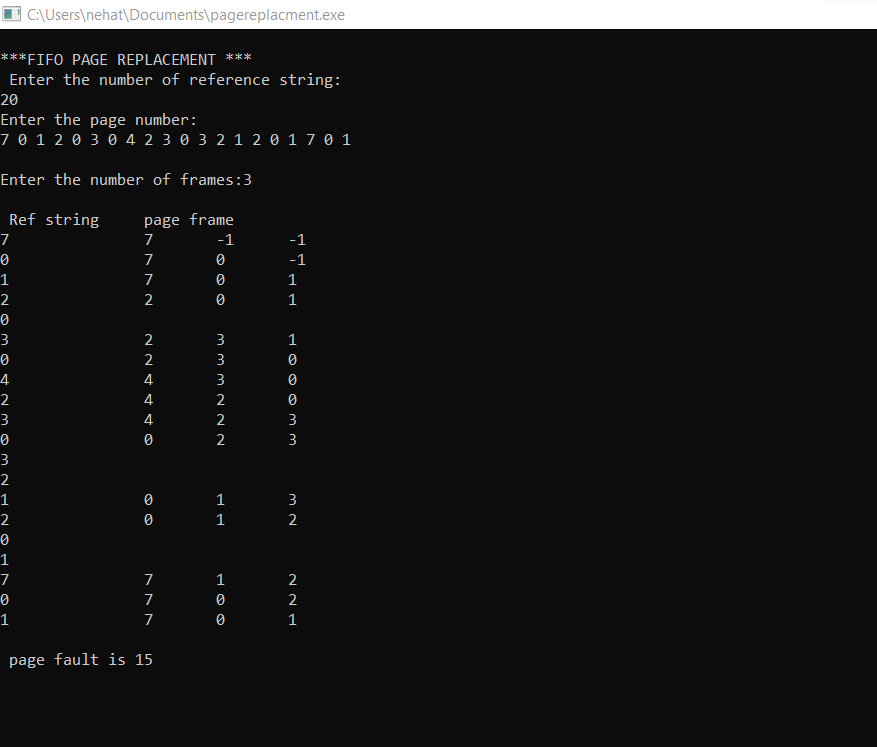 C:\Users\nehat\Documents\pagereplacment.exe
***FIFO PAGE REPLACEMENT ***
Enter the number of reference string:
20
Enter the page number:
7 0 1 2 0 3 0 4 2 3 0 3 2 1 2 0 1 7 0 1
Enter the number of frames:3
Ref string page frame
7 7 -1 -1
0 7 0 -1
1 7 0 1
2 2 0 1
0
3 2 3 1
0 2 3 0
4 4 3 0
2 4 2 0
3 4 2 3
0 0 2 3
3
2
1 0 1 3
2 0 1 2
0
1
7 7 1 2
0 7 0 2
1 7 0 1
page fault is 15